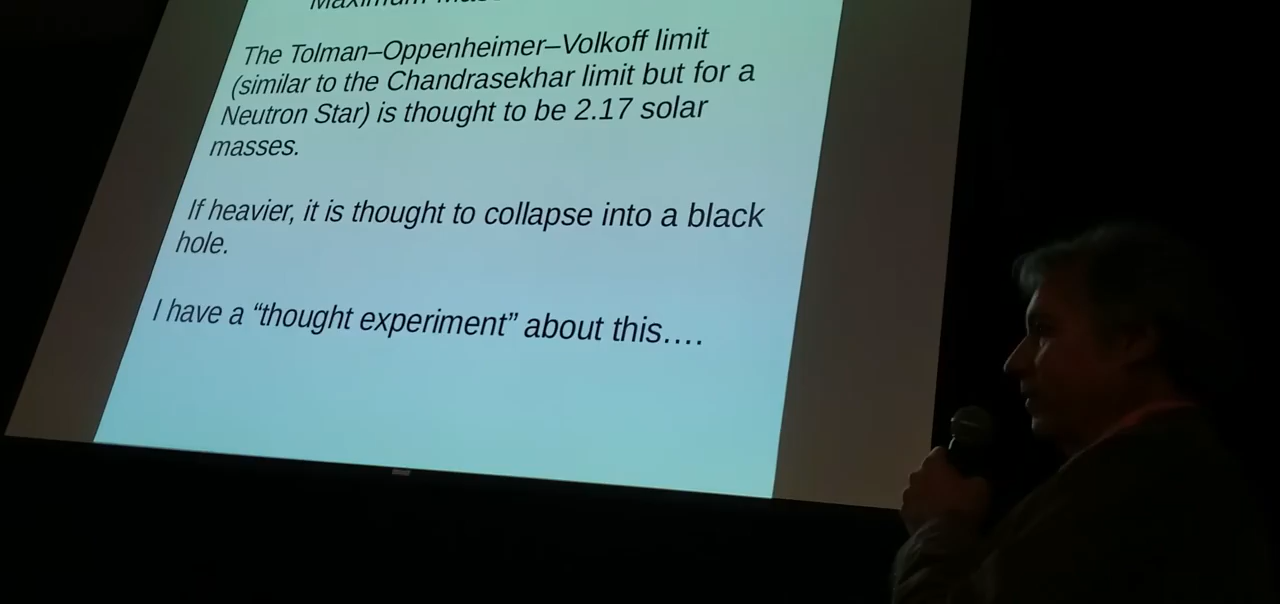 The Tolman–Oppenheimer–Volkoff limit
(similar to the Chandrasekhar limit but for a
Neutron Star) is thought to be 2.17 solar
masses.
If heavier, it is thought to collapse into a black
hole.
I have a “thought experiment” about this….